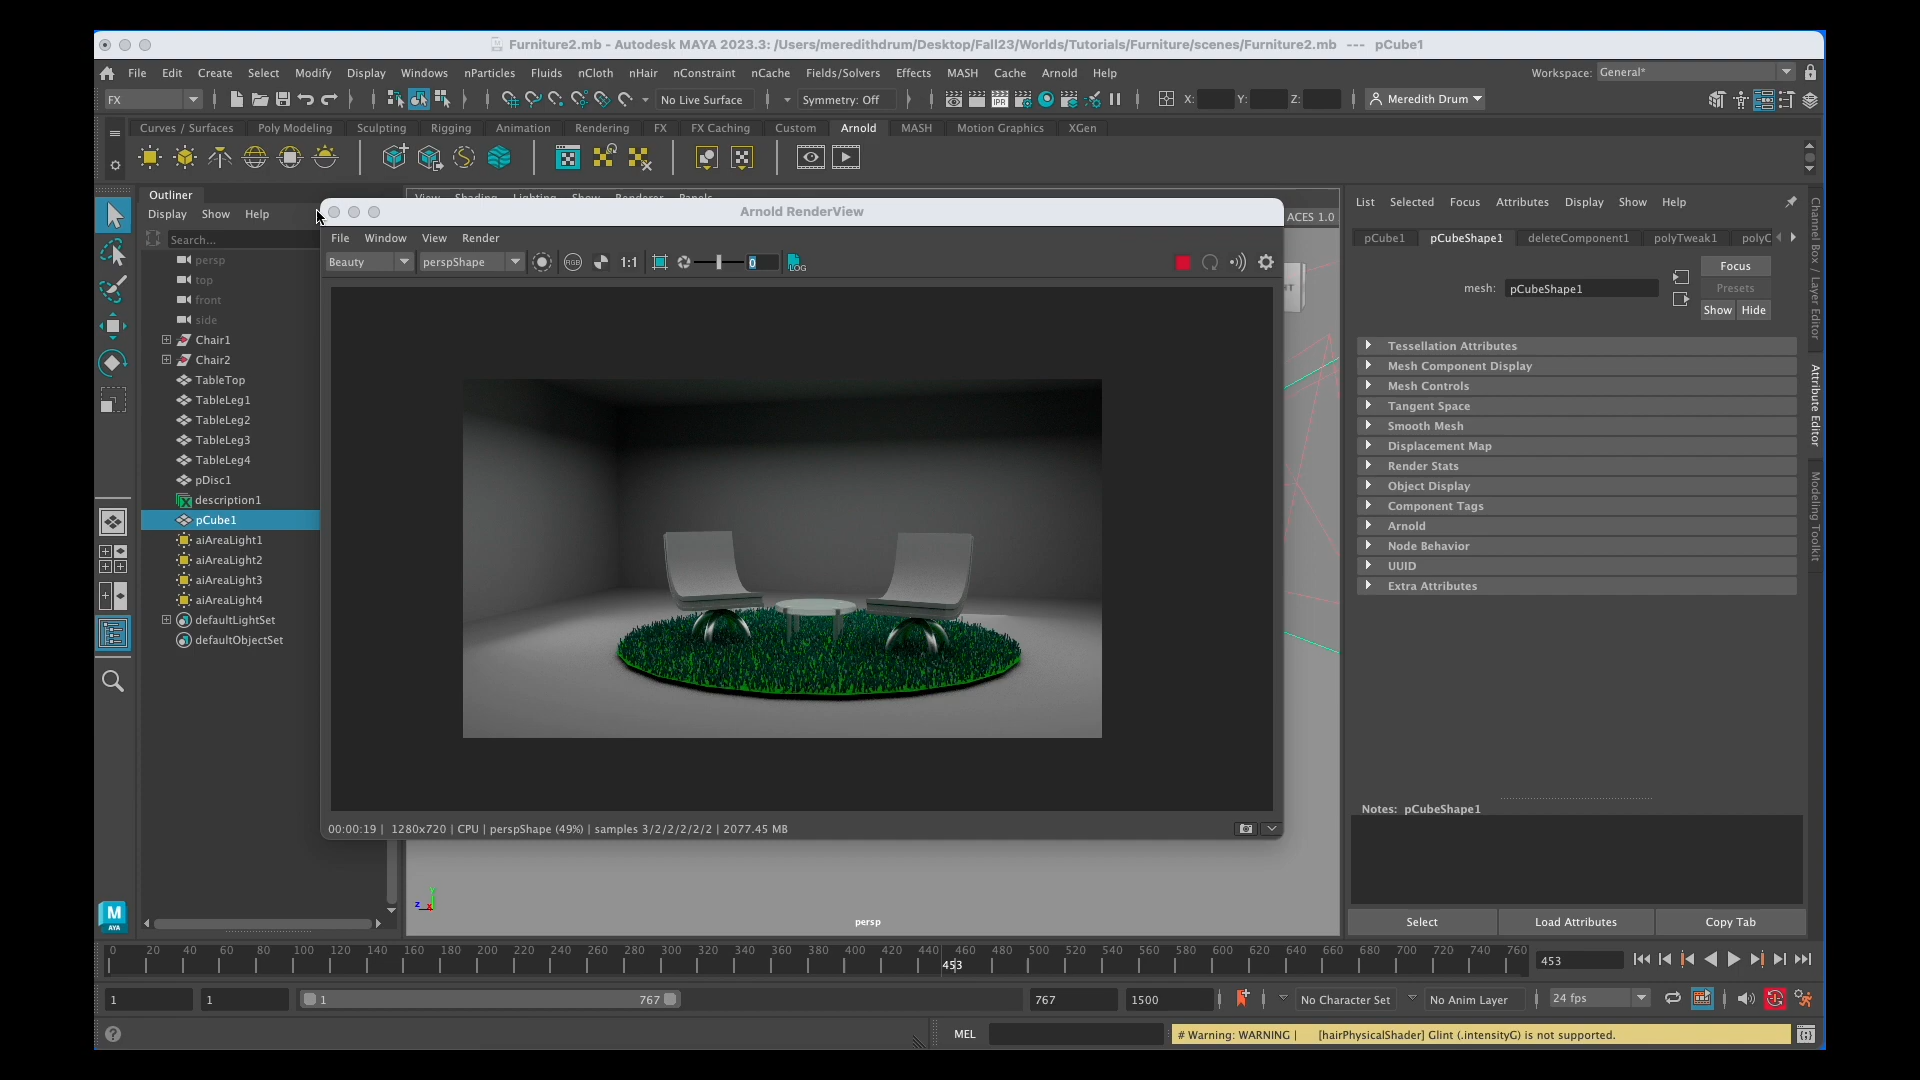 Furniture2.mb - Autodesk MAYA 2023.3: /Users/meredithdrum/Desktop/Fall23/Worlds/Tutorials/Furniture/scenes/Furniture2.mb --- pCube1
File Edit Create Select Modify Display Windows nParticles Fluids nCloth nHair nConstraint nCache Fields/Solvers Effects MASH Cache Arnold Help Workspace: General*
FX No Live Surface Symmetry: Off IPR X: Y: Z: Meredith Drum
Curves / Surfaces Poly Modeling Sculpting Rigging Animation Rendering FX FX Caching Custom Arnold MASH Motion Graphics XGen
Outliner
Display Show Help
Search...
persp
top
front
side
Chair1
Chair2
TableTop
TableLeg1
TableLeg2
TableLeg3
TableLeg4
pDisc1
description1
pCube1
aiAreaLight1
aiAreaLight2
aiAreaLight3
aiAreaLight4
defaultLightSet
defaultObjectSet
View Shading Lighting Show Renderer Panels
ACES 1.0
Arnold RenderView
File Window View Render
Beauty perspShape RGB 1:1 0 LOG
00:00:19 | 1280x720 | CPU | perspShape (49%) | samples 3/2/2/2/2/2 | 2077.45 MB
y
z x
persp
List Selected Focus Attributes Display Show Help
pCube1 pCubeShape1 deleteComponent1 polyTweak1 polyC
Focus
mesh: pCubeShape1 Presets
Show Hide
Tessellation Attributes
Mesh Component Display
Mesh Controls
Tangent Space
Smooth Mesh
Displacement Map
Render Stats
Object Display
Component Tags
Arnold
Node Behavior
UUID
Extra Attributes
Notes: pCubeShape1
Select Load Attributes Copy Tab
Channel Box / Layer Editor
Attribute Editor
Modeling Toolkit
M
AYA
0 20 40 60 80 100 120 140 160 180 200 220 240 260 280 300 320 340 360 380 400 420 440 460 480 500 520 540 560 580 600 620 640 660 680 700 720 740 760
453 453
1 1 1 767 767 1500 No Character Set No Anim Layer 24 fps
MEL # Warning: WARNING | [hairPhysicalShader] Glint (.intensityG) is not supported.